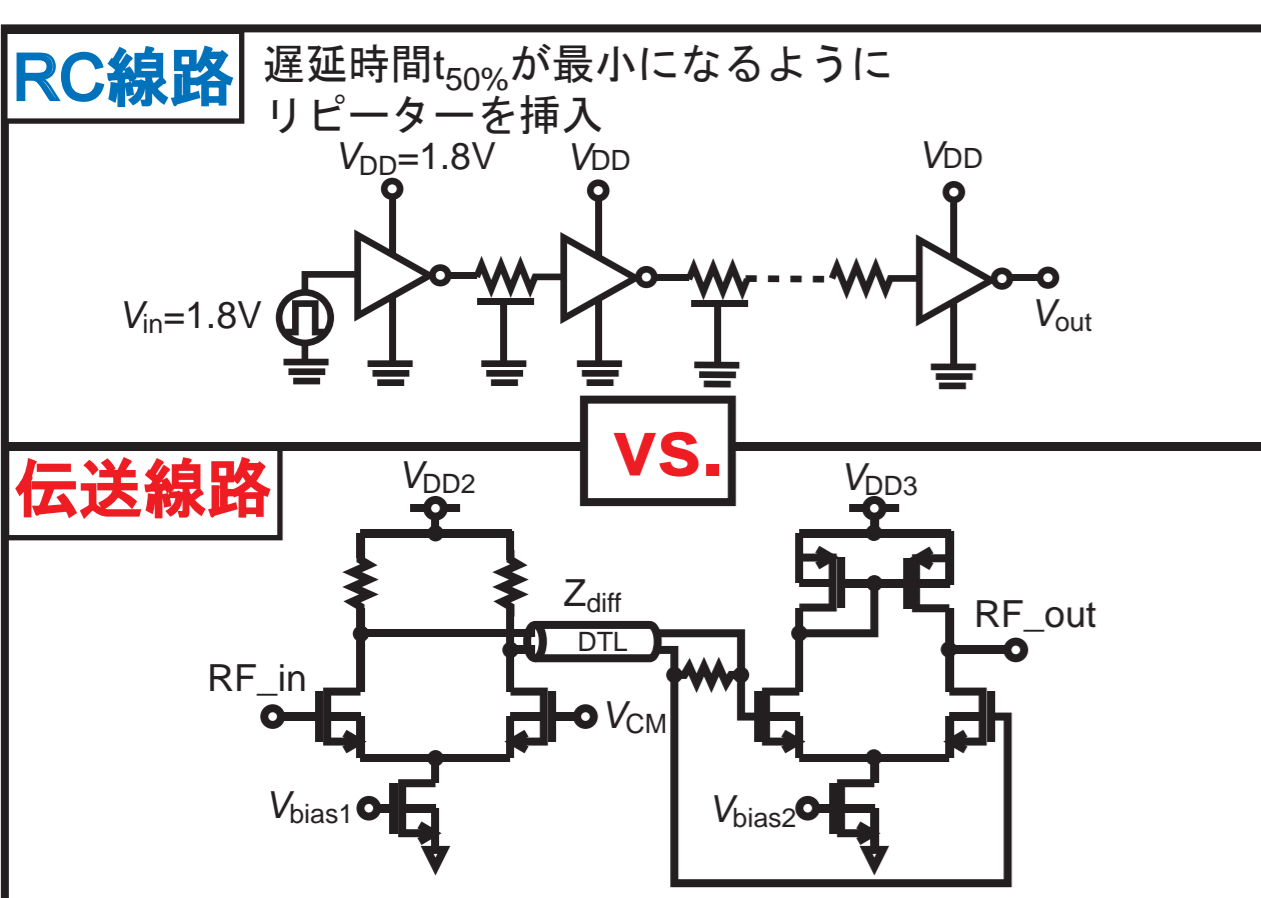 RC線路
遅延時間t50%が最小になるように
リピーターを挿入
VDD=1.8V
VDD
VDD
Vin=1.8V
Vout
vs.
伝送線路
VDD2
VDD3
Zdiff
DTL
RF_out
RF_in
VCM
Vbias1
Vbias2